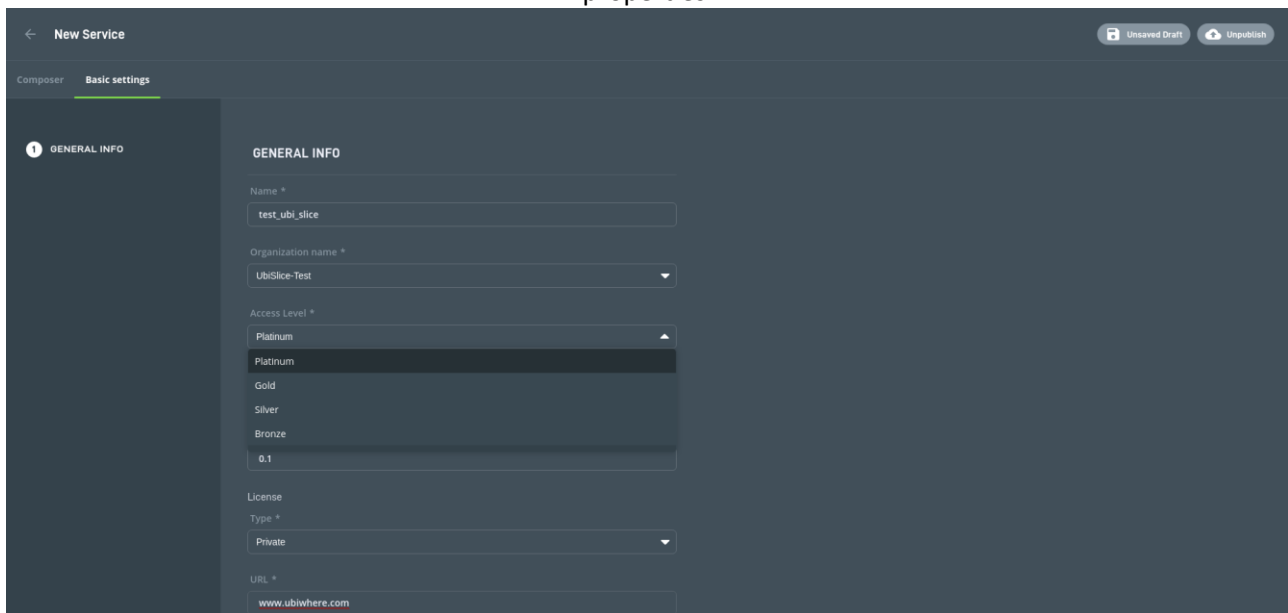 New Service
Unsaved Draft
Unpublish
Composer
Basic settings
1 GENERAL INFO
GENERAL INFO
Name *
test_ubi_slice
Organization name *
UbiSlice-Test
Access Level *
Platinum
Platinum
Gold
Silver
Bronze
0.1
License
Type *
Private
URL *
www.ubiwhere.com